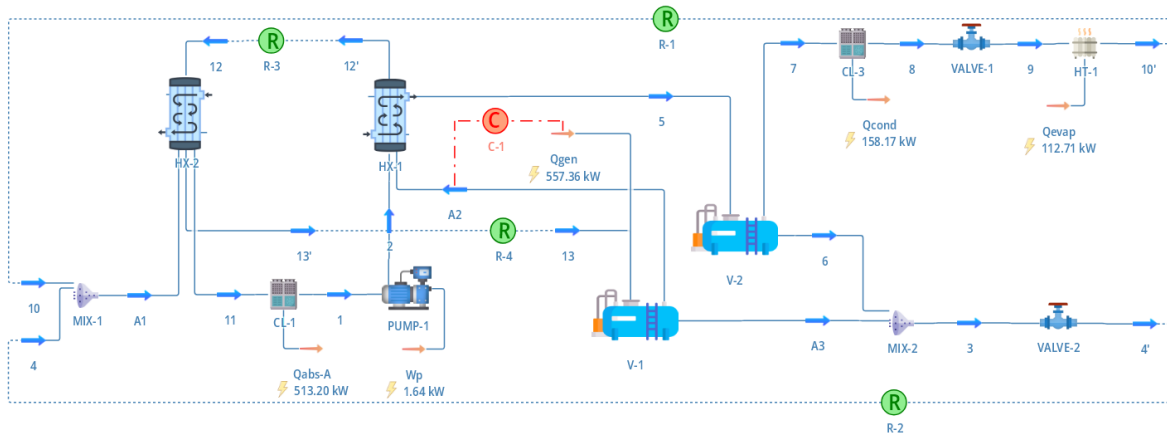 R
R-1
12
R
R-3
12'
7
CL-3
8
VALVE-1
9
HT-1
10'
HX-2
HX-1
5
C
C-1
Qgen
557.36 kW
Qcond
158.17 kW
Qevap
112.71 kW
A2
13'
2
R
R-4
13
V-2
6
10
MIX-1
A1
11
CL-1
1
PUMP-1
V-1
A3
MIX-2
3
VALVE-2
4'
4
Qabs-A
513.20 kW
Wp
1.64 kW
R
R-2